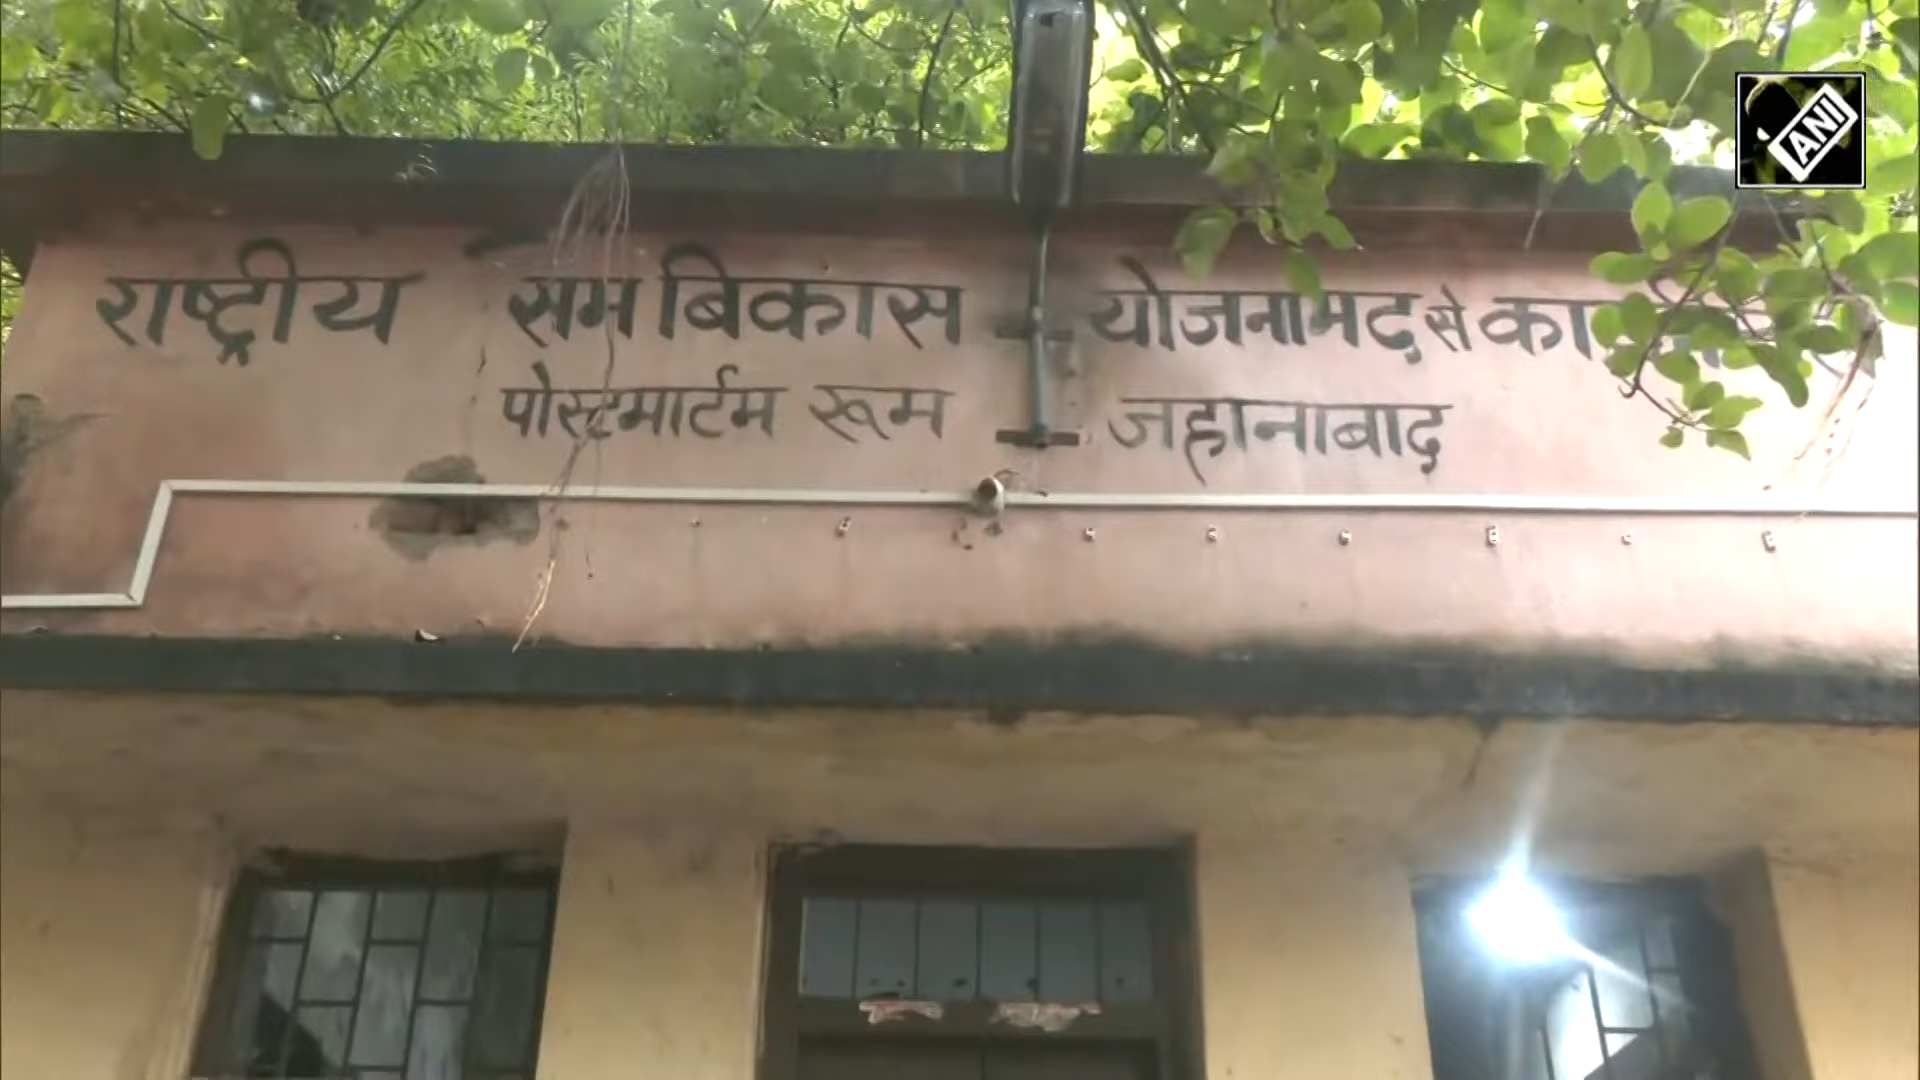 राष्ट्रीय सम बिकास योजनामद से
पोस्टमार्टम रूम जहानाबाद
ANI